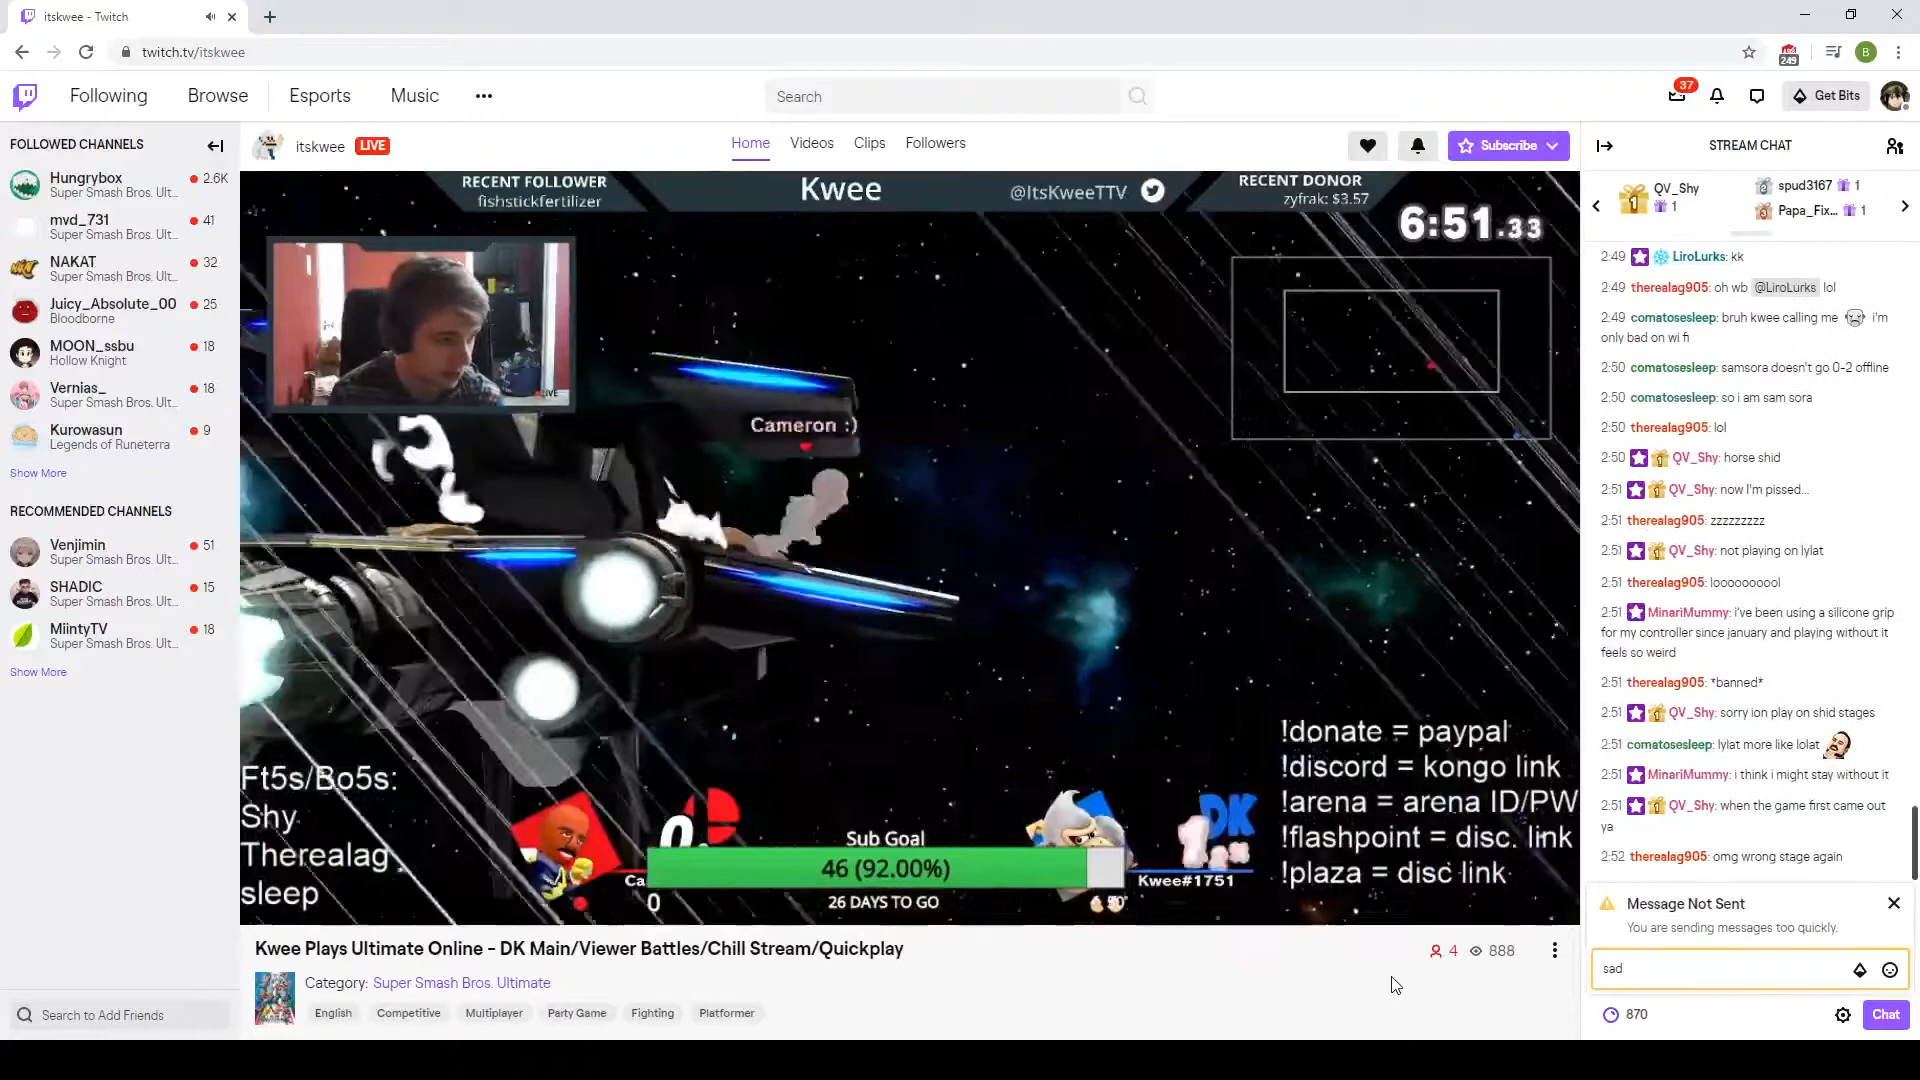 itskwee - Twitch
twitch.tv/itskwee
249
B
Following
Browse
Esports
Music
Search
37
Get Bits
FOLLOWED CHANNELS
Hungrybox
2.6K
Super Smash Bros. Ult...
mvd_731
41
Super Smash Bros. Ult...
NAKAT
32
Super Smash Bros. Ult...
Juicy_Absolute_00
25
Bloodborne
MOON_ssbu
18
Hollow Knight
Vernias_
18
Super Smash Bros. Ult...
Kurowasun
9
Legends of Runeterra
Show More
RECOMMENDED CHANNELS
Venjimin
51
Super Smash Bros. Ult...
SHADIC
15
Super Smash Bros. Ult...
MiintyTV
18
Super Smash Bros. Ult...
Show More
Search to Add Friends
itskwee
LIVE
Home
Videos
Clips
Followers
Subscribe
RECENT FOLLOWER
fishstickfertilizer
Kwee
@ItsKweeTTV
RECENT DONOR
zyfrak: $3.57
6:51.33
LIVE
Cameron :)
Ft5s/Bo5s:
Shy
Therealag
sleep
!donate = paypal
!discord = kongo link
!arena = arena ID/PW
!flashpoint = disc. link
!plaza = disc link
DK
Sub Goal
46 (92.00%)
0
26 DAYS TO GO
50
Ca
Kwee#1751
Kwee Plays Ultimate Online - DK Main/Viewer Battles/Chill Stream/Quickplay
4
888
Category: Super Smash Bros. Ultimate
English
Competitive
Multiplayer
Party Game
Fighting
Platformer
STREAM CHAT
QV_Shy
1
spud3167 1
Papa_Fix... 1
2:49 LiroLurks: kk
2:49 therealag905: oh wb @LiroLurks lol
2:49 comatosesleep: bruh kwee calling me i'm
only bad on wi fi
2:50 comatosesleep: samsora doesn't go 0-2 offline
2:50 comatosesleep: so i am sam sora
2:50 therealag905: lol
2:50 QV_Shy: horse shid
2:51 QV_Shy: now I'm pissed...
2:51 therealag905: zzzzzzzzz
2:51 QV_Shy: not playing on lylat
2:51 therealag905: loooooooool
2:51 MinariMummy: i've been using a silicone grip
for my controller since january and playing without it
feels so weird
2:51 therealag905: *banned*
2:51 QV_Shy: sorry ion play on shid stages
2:51 comatosesleep: lylat more like lolat
2:51 MinariMummy: i think i might stay without it
2:51 QV_Shy: when the game first came out
ya
2:52 therealag905: omg wrong stage again
Message Not Sent
You are sending messages too quickly.
sad
870
Chat